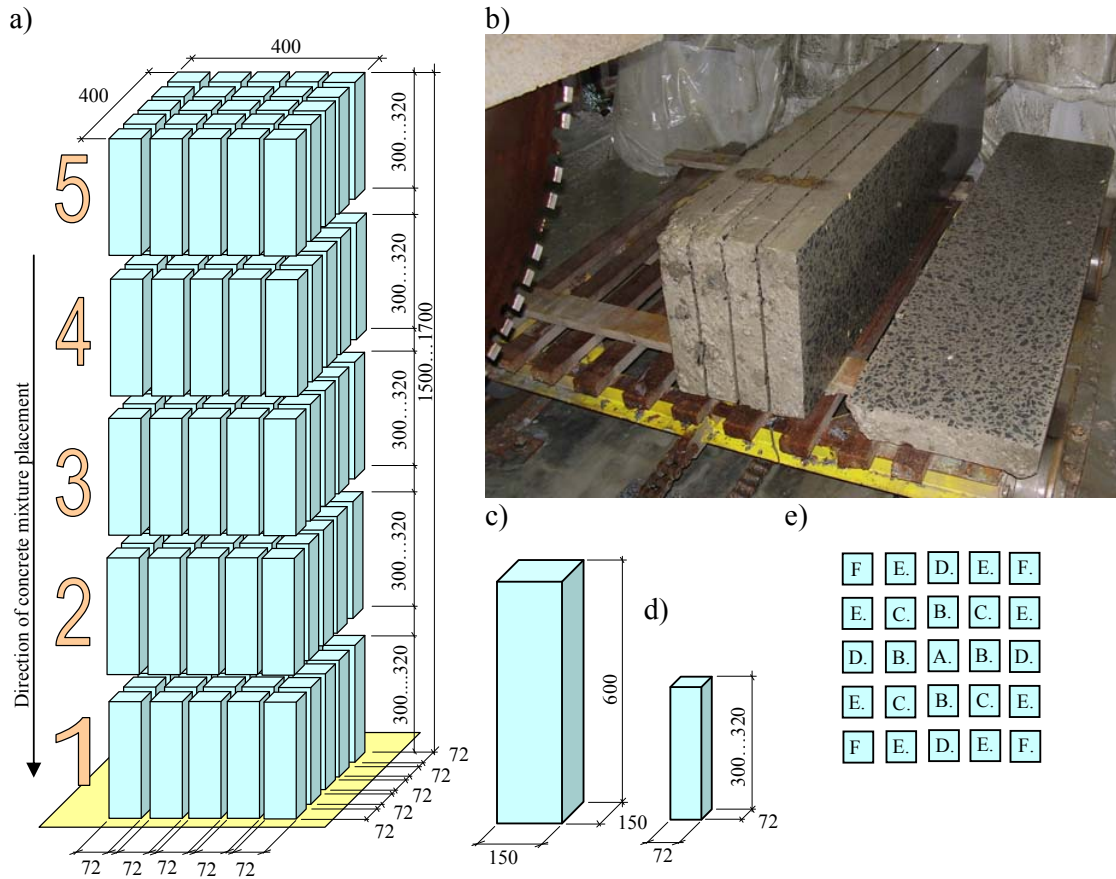 a)
400
400
5
4
3
2
1
Direction of concrete mixture placement
300…320
300…320
300…320
300…320
300…320
1500…1700
72
72
72
72
72
72
72
72
72
72
b)
c)
600
150
150
d)
300…320
72
72
e)
F E. D. E. F.
E. C. B. C. E.
D. B. A. B. D.
E. C. B. C. E.
F E. D. E. F.